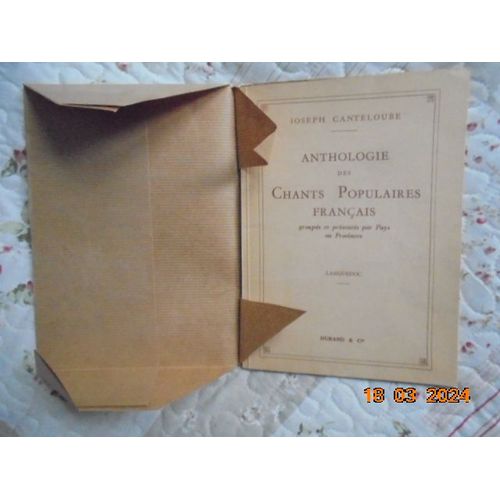 JOSEPH CANTELOUBE
ANTHOLOGIE
DES
CHANTS POPULAIRES
FRANÇAIS
groupés et présentés par Pays
ou Provinces
LANGUEDOC
DURAND & Cie
18 03 2024